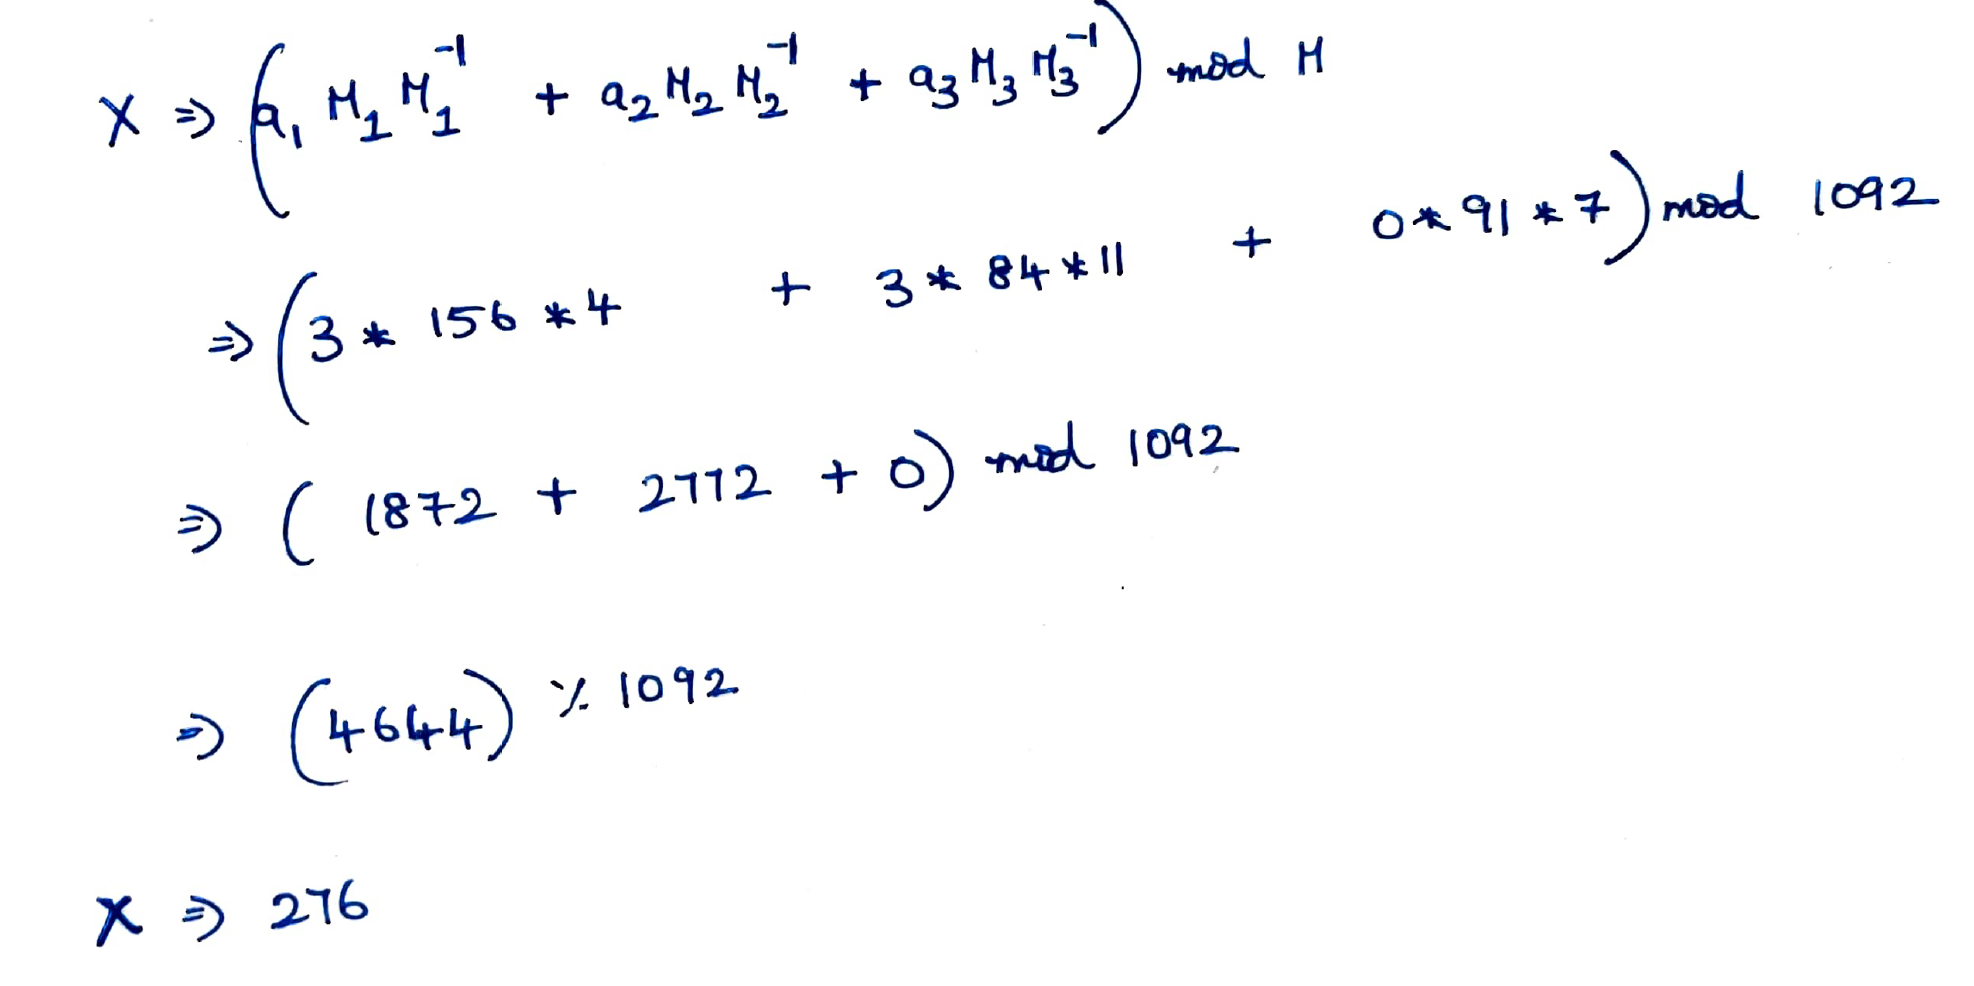 X ⇒ (a₁ M₁ M₁⁻¹ + a₂ M₂ M₂⁻¹ + a₃ M₃ M₃⁻¹) mod M
⇒ (3 * 156 * 4 + 3 * 84 * 11 + 0 * 91 * 7) mod 1092
⇒ (1872 + 2772 + 0) mod 1092
⇒ (4644) % 1092
X ⇒ 276